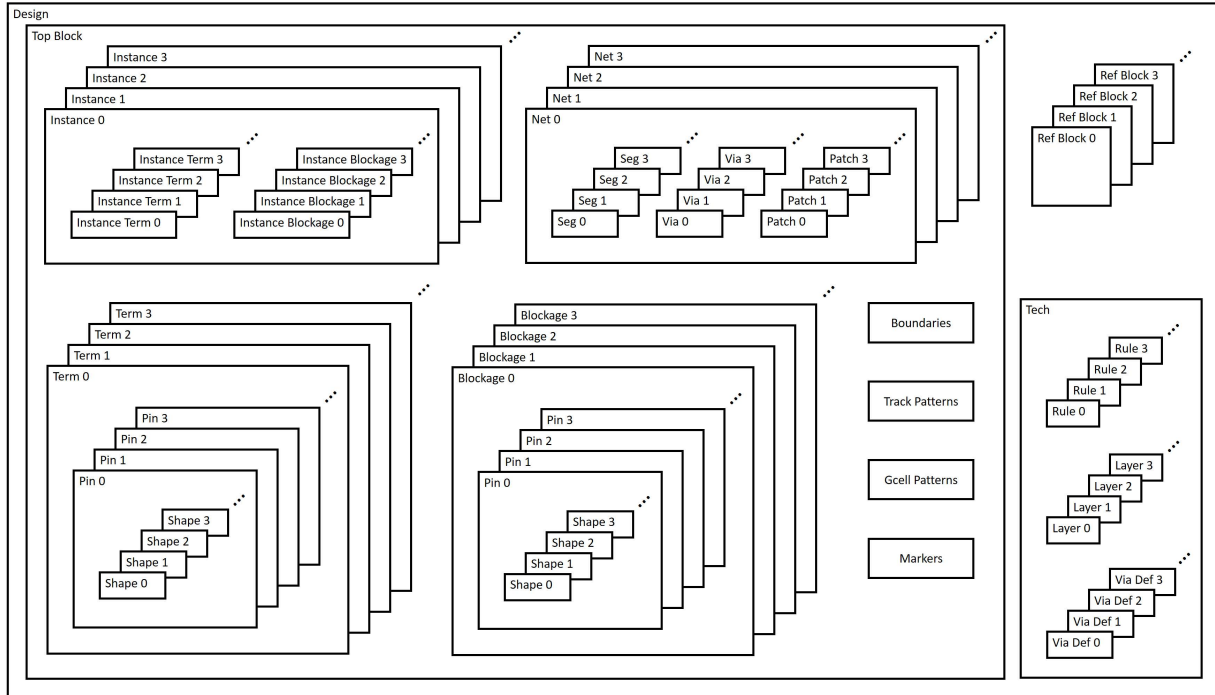 Design
Top Block
Instance 3
Instance 2
Instance 1
Instance 0
Instance Term 3
Instance Term 2
Instance Term 1
Instance Term 0
Instance Blockage 3
Instance Blockage 2
Instance Blockage 1
Instance Blockage 0
Net 3
Net 2
Net 1
Net 0
Seg 3
Seg 2
Seg 1
Seg 0
Via 3
Via 2
Via 1
Via 0
Patch 3
Patch 2
Patch 1
Patch 0
Term 3
Term 2
Term 1
Term 0
Pin 3
Pin 2
Pin 1
Pin 0
Shape 3
Shape 2
Shape 1
Shape 0
Blockage 3
Blockage 2
Blockage 1
Blockage 0
Pin 3
Pin 2
Pin 1
Pin 0
Shape 3
Shape 2
Shape 1
Shape 0
Boundaries
Track Patterns
Gcell Patterns
Markers
Ref Block 3
Ref Block 2
Ref Block 1
Ref Block 0
Tech
Rule 3
Rule 2
Rule 1
Rule 0
Layer 3
Layer 2
Layer 1
Layer 0
Via Def 3
Via Def 2
Via Def 1
Via Def 0